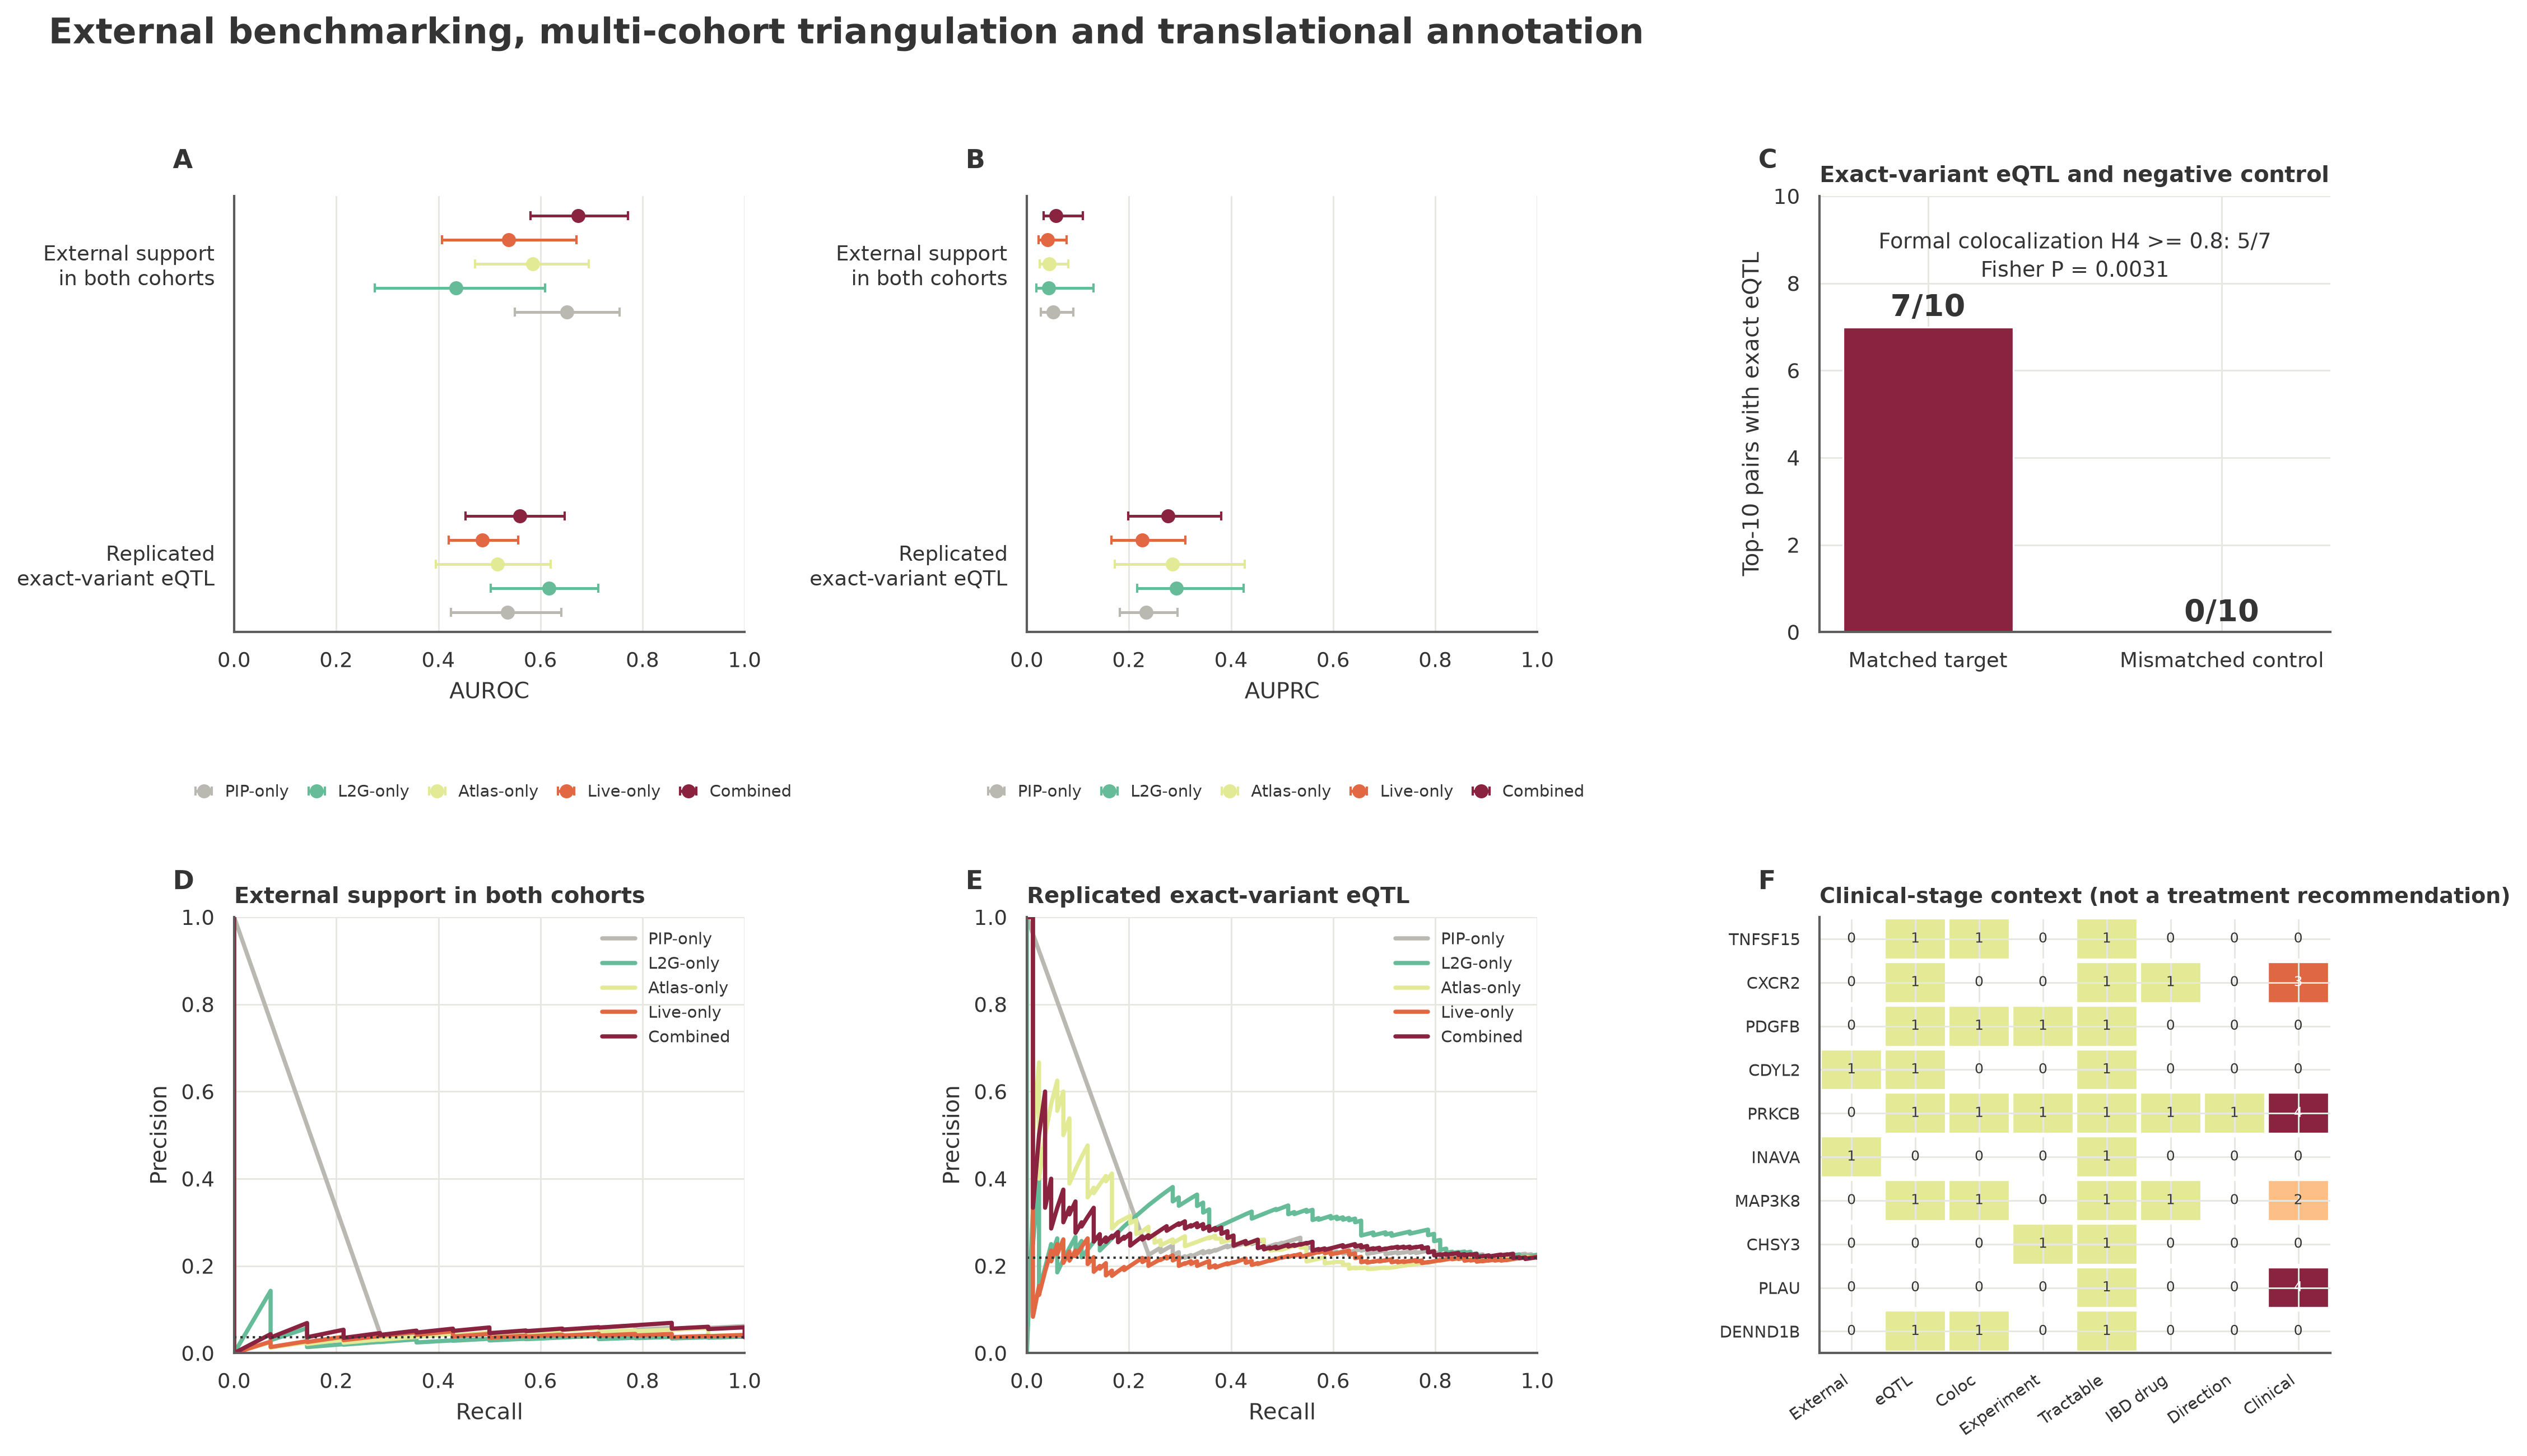 External benchmarking, multi-cohort triangulation and translational annotation
A
External support
in both cohorts
Replicated
exact-variant eQTL
0.0 0.2 0.4 0.6 0.8 1.0
AUROC
PIP-only L2G-only Atlas-only Live-only Combined
B
External support
in both cohorts
Replicated
exact-variant eQTL
0.0 0.2 0.4 0.6 0.8 1.0
AUPRC
PIP-only L2G-only Atlas-only Live-only Combined
C
Exact-variant eQTL and negative control
Top-10 pairs with exact eQTL
10
8
6
4
2
0
Formal colocalization H4 >= 0.8: 5/7
Fisher P = 0.0031
7/10
0/10
Matched target Mismatched control
D
External support in both cohorts
Precision
1.0
0.8
0.6
0.4
0.2
0.0
PIP-only
L2G-only
Atlas-only
Live-only
Combined
0.0 0.2 0.4 0.6 0.8 1.0
Recall
E
Replicated exact-variant eQTL
Precision
1.0
0.8
0.6
0.4
0.2
0.0
PIP-only
L2G-only
Atlas-only
Live-only
Combined
0.0 0.2 0.4 0.6 0.8 1.0
Recall
F
Clinical-stage context (not a treatment recommendation)
TNFSF15 0 1 1 0 1 0 0 0
CXCR2 0 1 0 0 1 1 0 3
PDGFB 0 1 1 1 1 0 0 0
CDYL2 1 1 0 0 1 0 0 0
PRKCB 0 1 1 1 1 1 1 4
INAVA 1 0 0 0 1 0 0 0
MAP3K8 0 1 1 0 1 1 0 2
CHSY3 0 0 0 1 1 0 0 0
PLAU 0 0 0 0 1 0 0 4
DENND1B 0 1 1 0 1 0 0 0
External eQTL Coloc Experiment Tractable IBD drug Direction Clinical